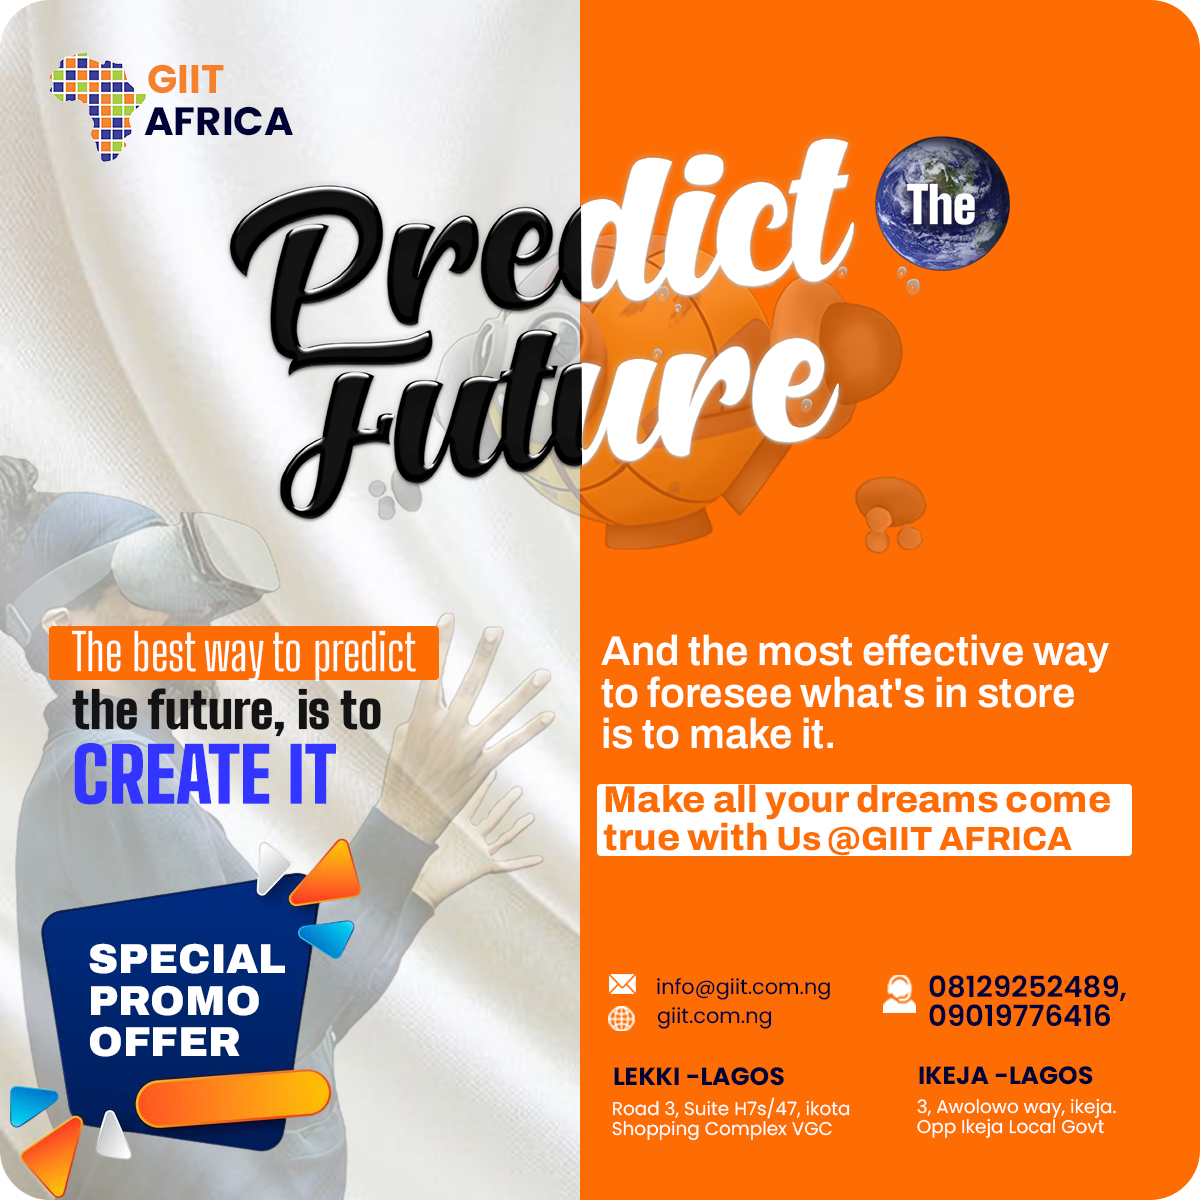 GIIT
AFRICA
Predict The
Future
The best way to predict
the future, is to
CREATE IT
And the most effective way
to foresee what's in store
is to make it.
Make all your dreams come
true with Us @GIIT AFRICA
SPECIAL
PROMO
OFFER
info@giit.com.ng
giit.com.ng
08129252489,
09019776416
LEKKI -LAGOS
Road 3, Suite H7s/47, ikota
Shopping Complex VGC
IKEJA -LAGOS
3, Awolowo way, ikeja.
Opp Ikeja Local Govt